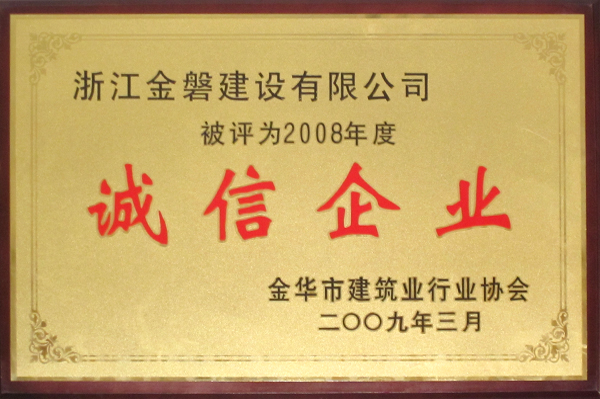 浙江金磐建设有限公司
被评为2008年度
诚信企业
金华市建筑业行业协会
二〇〇九年三月